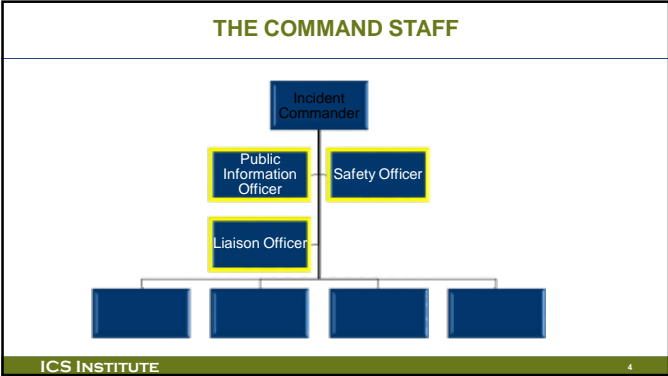 THE COMMAND STAFF
Incident
Commander
Public
Information
Officer
Safety Officer
Liaison Officer
ICS INSTITUTE
4